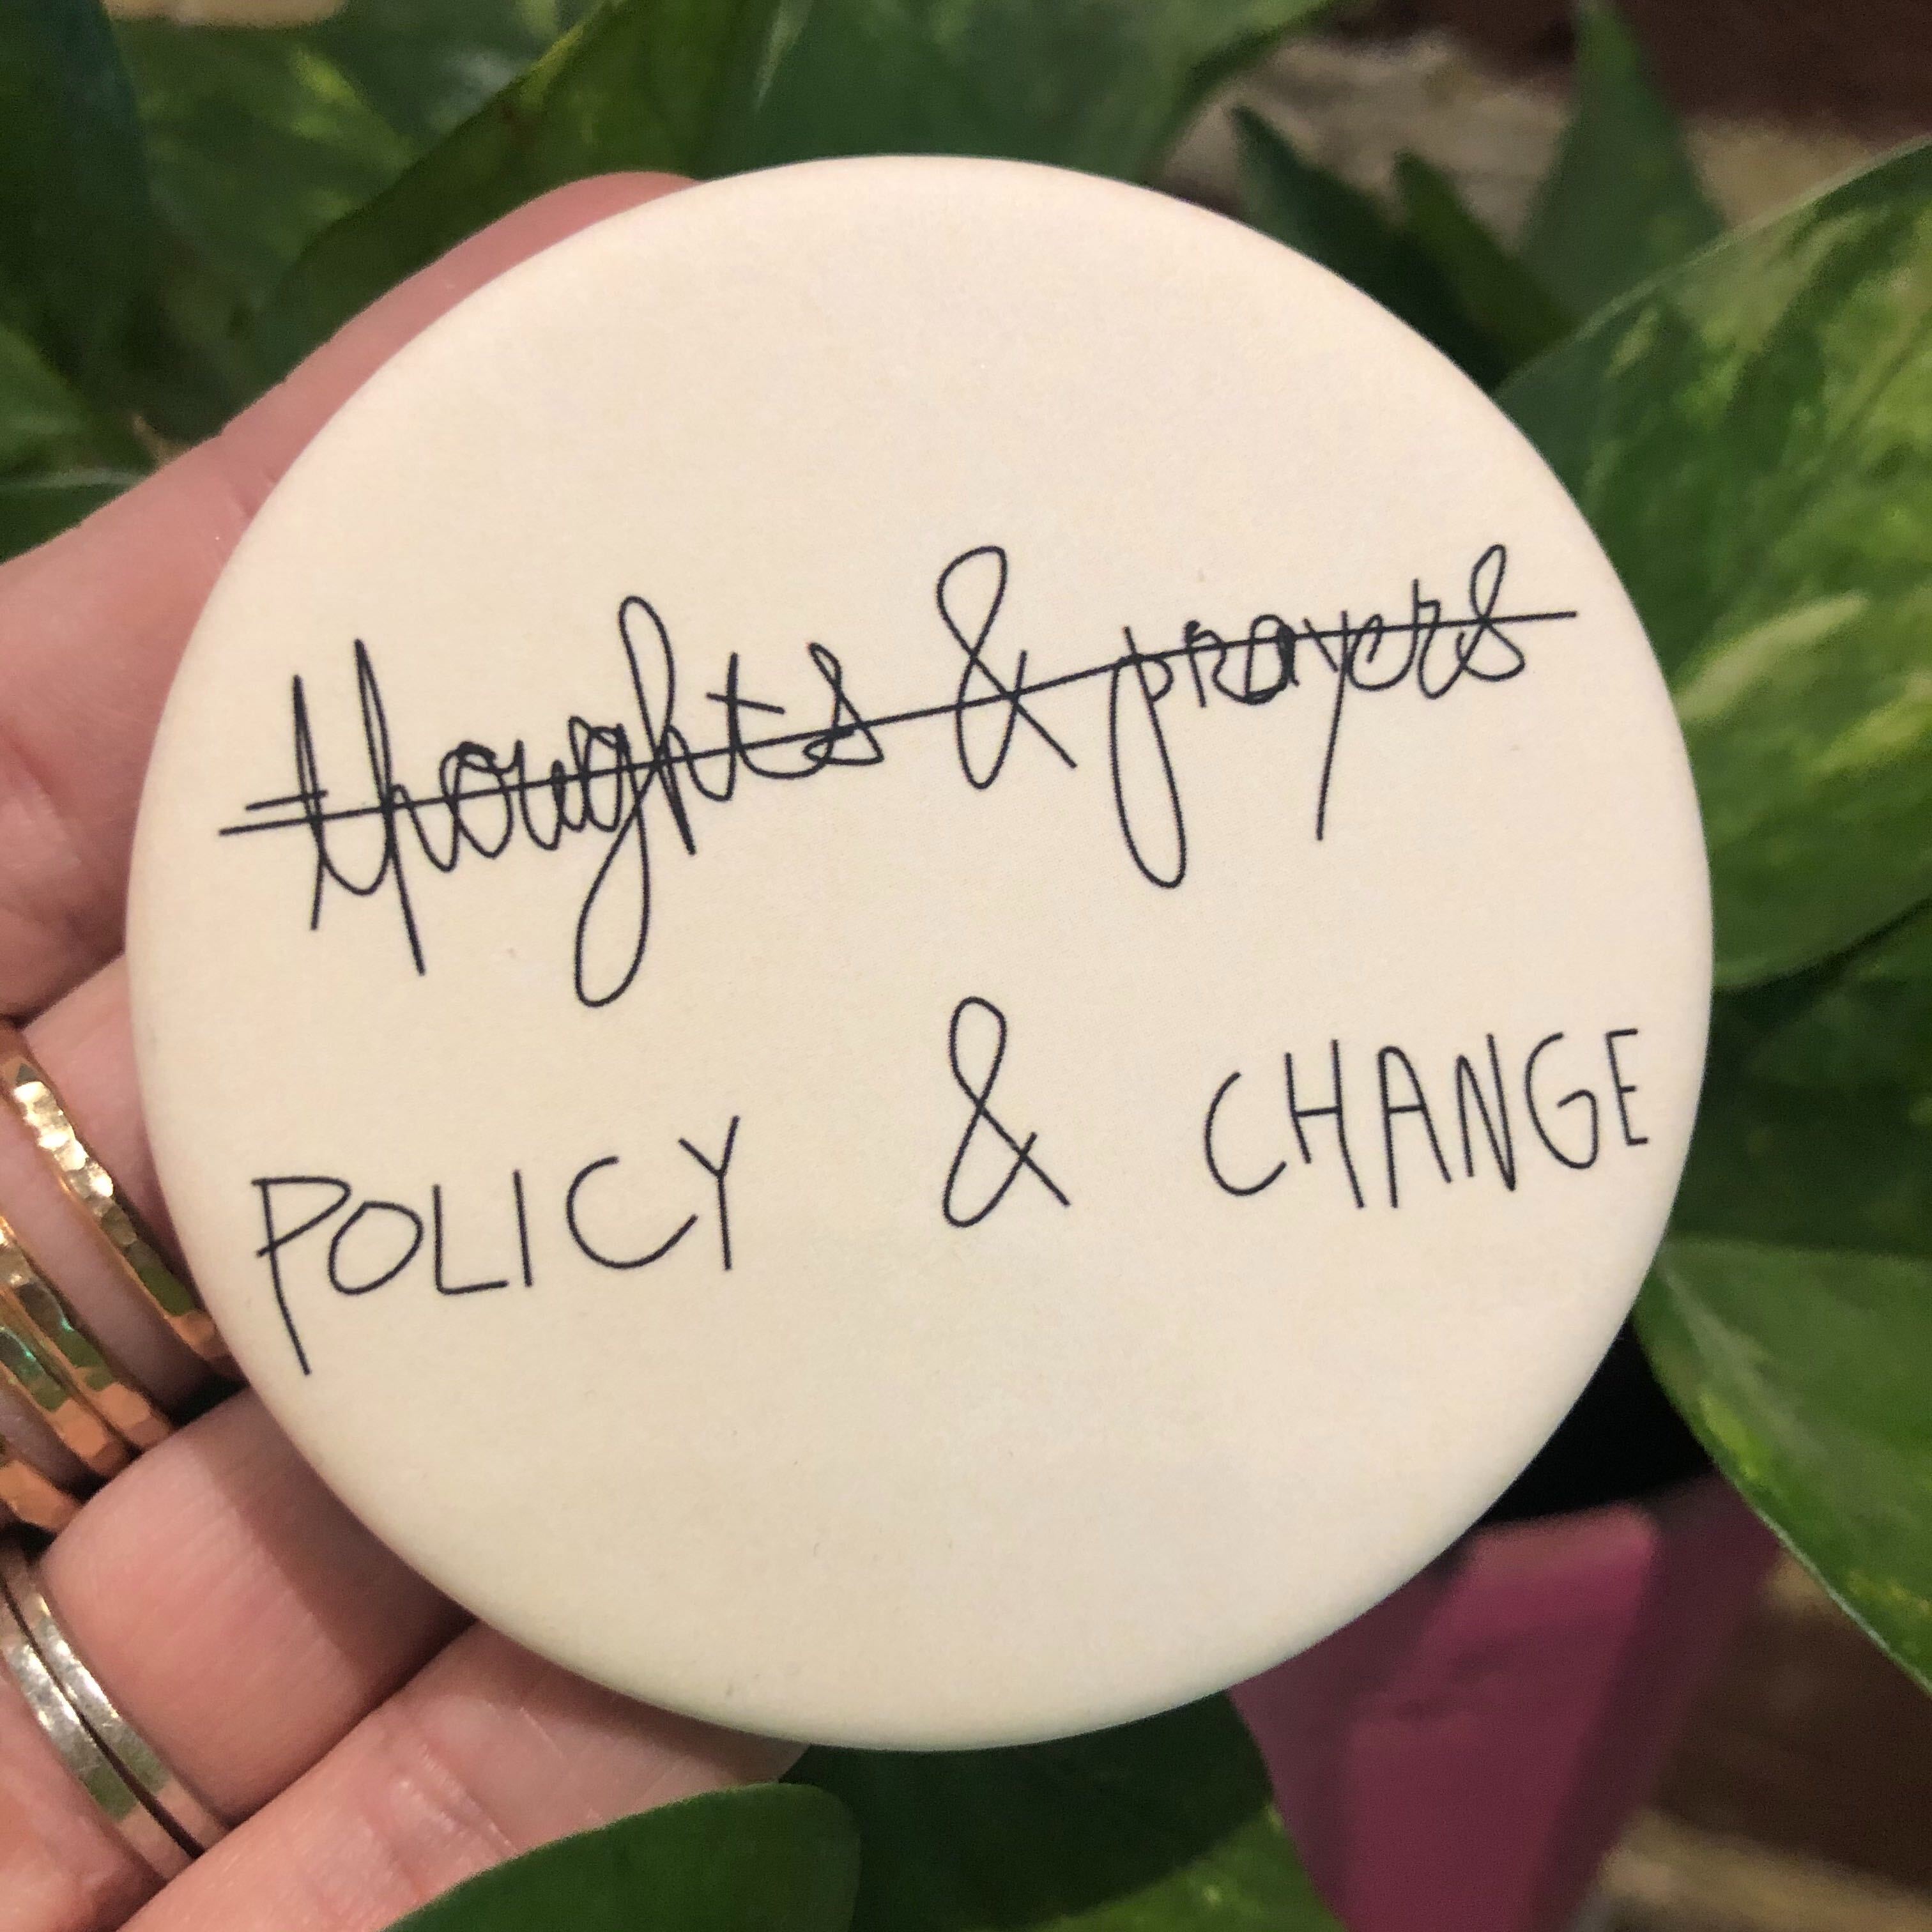 thoughts & prayers
POLICY & CHANGE